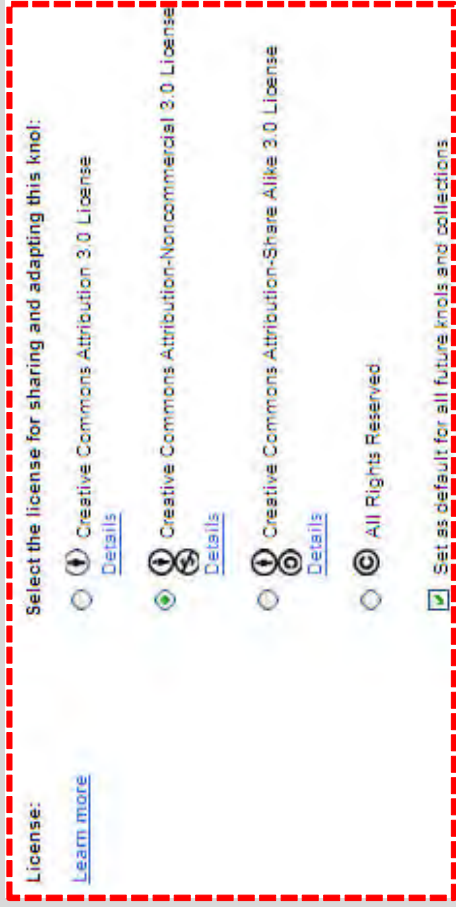 License:
Learn more
Select the license for sharing and adapting this knol:
Creative Commons Attribution 3.0 License
Details
Creative Commons Attribution-Noncommercial 3.0 License
Details
Creative Commons Attribution-Share Alike 3.0 License
Details
All Rights Reserved.
Set as default for all future knols and collections